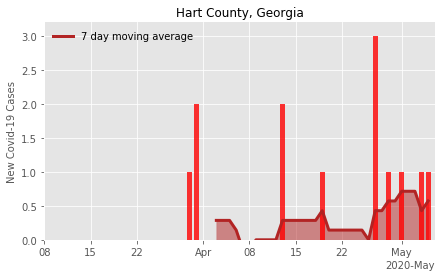 Hart County, Georgia
7 day moving average
New Covid-19 Cases
3.0
2.5
2.0
1.5
1.0
0.5
0.0
08 15 22 Apr 08 15 22 May
2020-May